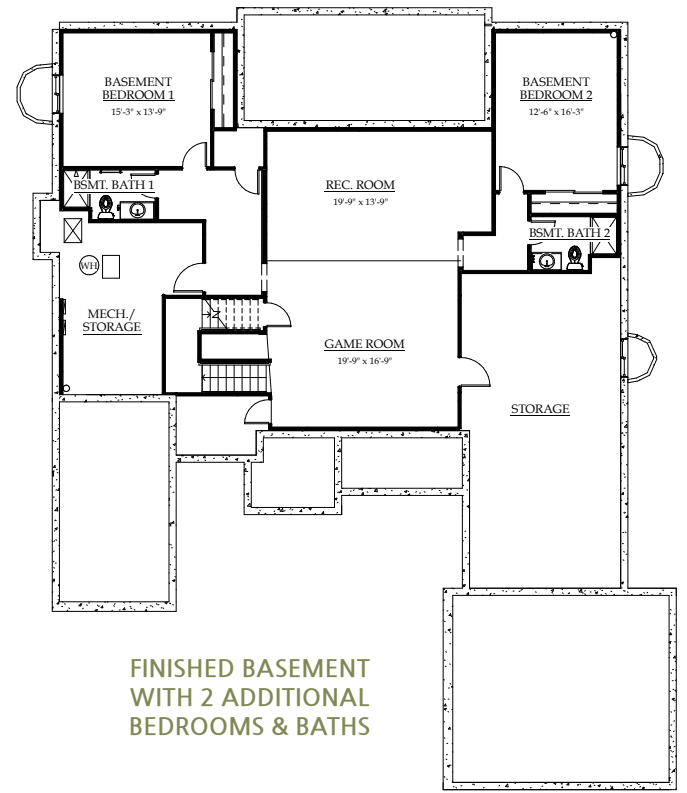 BASEMENT
BEDROOM 1
15'-3" x 13'-9"
BASEMENT
BEDROOM 2
12'-6" x 16'-3"
BSMT. BATH 1
REC. ROOM
19'-9" x 13'-9"
BSMT. BATH 2
WH
MECH./
STORAGE
GAME ROOM
19'-9" x 16'-9"
STORAGE
FINISHED BASEMENT
WITH 2 ADDITIONAL
BEDROOMS & BATHS